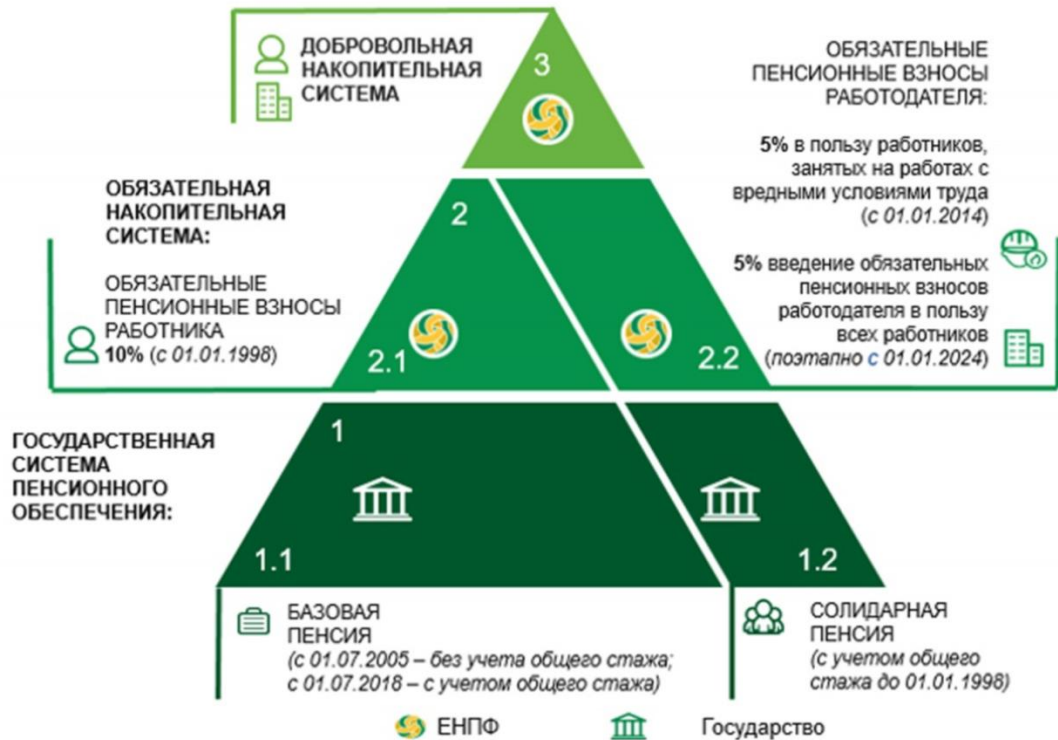 ДОБРОВОЛЬНАЯ
НАКОПИТЕЛЬНАЯ
СИСТЕМА
3
ОБЯЗАТЕЛЬНЫЕ
ПЕНСИОННЫЕ ВЗНОСЫ
РАБОТОДАТЕЛЯ:
5% в пользу работников,
занятых на работах с
вредными условиями труда
(с 01.01.2014)
5% введение обязательных
пенсионных взносов
работодателя в пользу
всех работников
(поэтапно с 01.01.2024)
ОБЯЗАТЕЛЬНАЯ
НАКОПИТЕЛЬНАЯ
СИСТЕМА:
ОБЯЗАТЕЛЬНЫЕ
ПЕНСИОННЫЕ ВЗНОСЫ
РАБОТНИКА
10% (с 01.01.1998)
2
2.1
2.2
ГОСУДАРСТВЕННАЯ
СИСТЕМА
ПЕНСИОННОГО
ОБЕСПЕЧЕНИЯ:
1
1.1
1.2
БАЗОВАЯ
ПЕНСИЯ
(с 01.07.2005 – без учета общего стажа;
с 01.07.2018 – с учетом общего стажа)
СОЛИДАРНАЯ
ПЕНСИЯ
(с учетом общего
стажа до 01.01.1998)
ЕНПФ
Государство